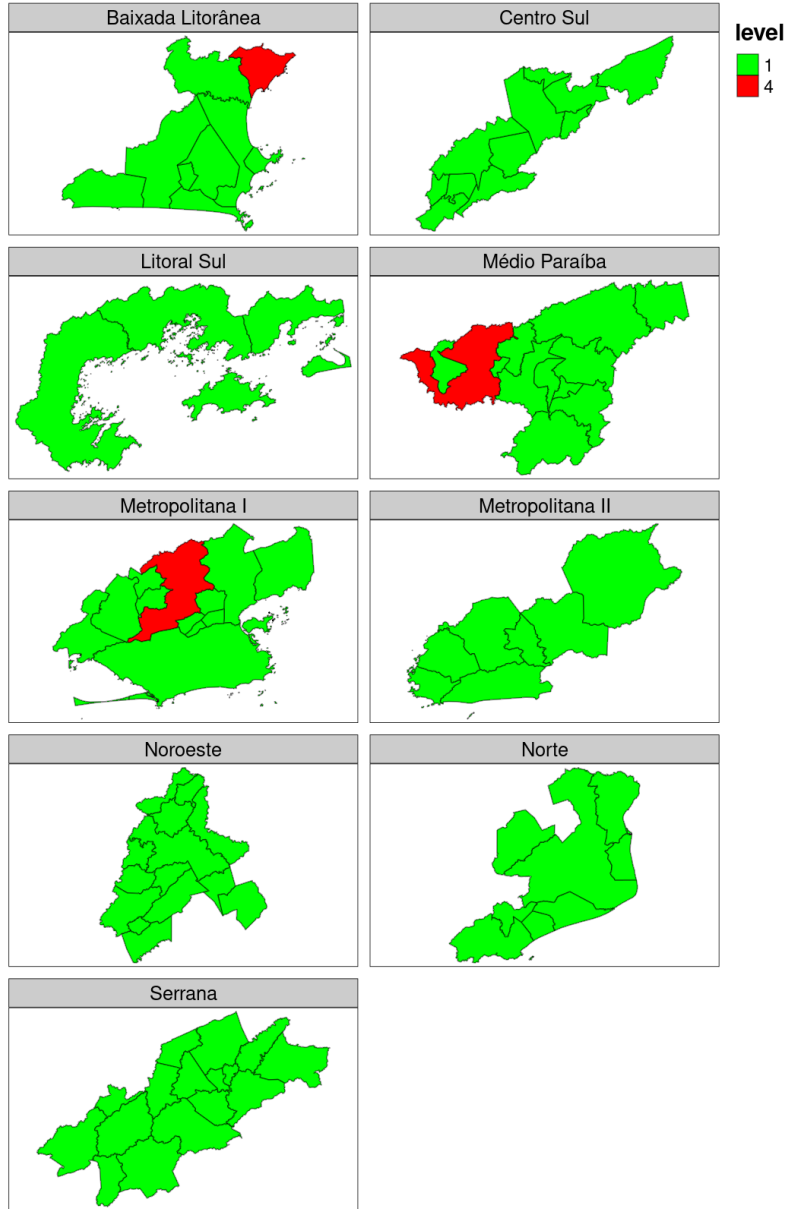 Baixada Litorânea
Centro Sul
level
1
4
Litoral Sul
Médio Paraíba
Metropolitana I
Metropolitana II
Noroeste
Norte
Serrana